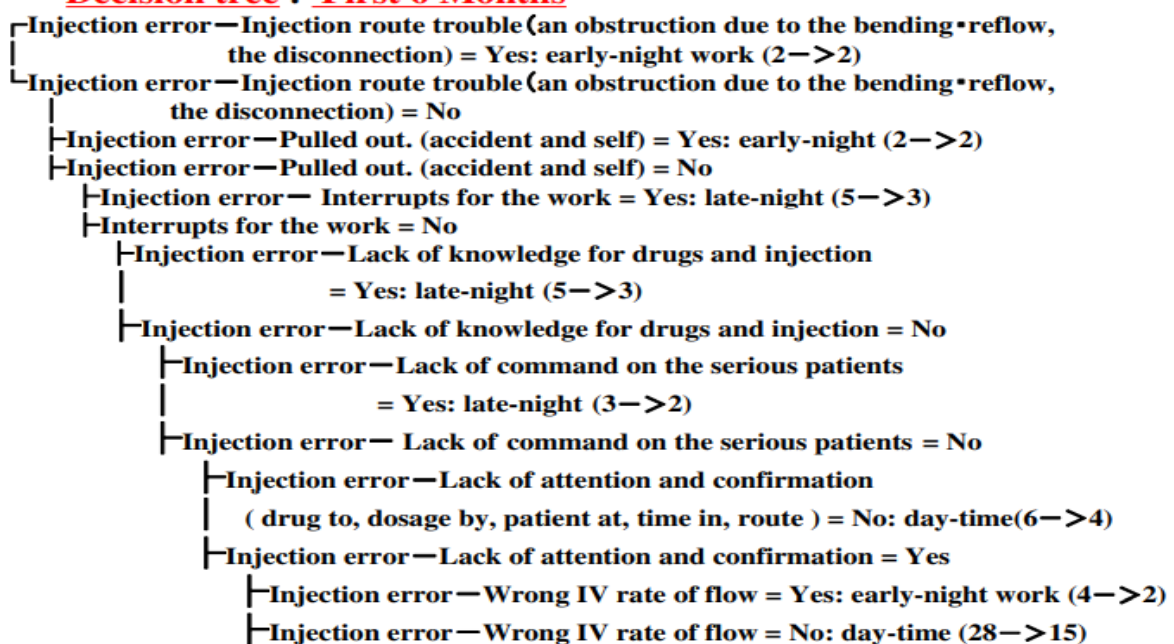 Decision tree : First 6 Months
Injection error—Injection route trouble(an obstruction due to the bending・reflow,
the disconnection) = Yes: early-night work (2—>2)
Injection error—Injection route trouble(an obstruction due to the bending・reflow,
the disconnection) = No
Injection error—Pulled out. (accident and self) = Yes: early-night (2—>2)
Injection error—Pulled out. (accident and self) = No
Injection error— Interrupts for the work = Yes: late-night (5—>3)
Interrupts for the work = No
Injection error—Lack of knowledge for drugs and injection
= Yes: late-night (5—>3)
Injection error—Lack of knowledge for drugs and injection = No
Injection error—Lack of command on the serious patients
= Yes: late-night (3—>2)
Injection error— Lack of command on the serious patients = No
Injection error—Lack of attention and confirmation
( drug to, dosage by, patient at, time in, route ) = No: day-time(6—>4)
Injection error—Lack of attention and confirmation = Yes
Injection error—Wrong IV rate of flow = Yes: early-night work (4—>2)
Injection error—Wrong IV rate of flow = No: day-time (28—>15)